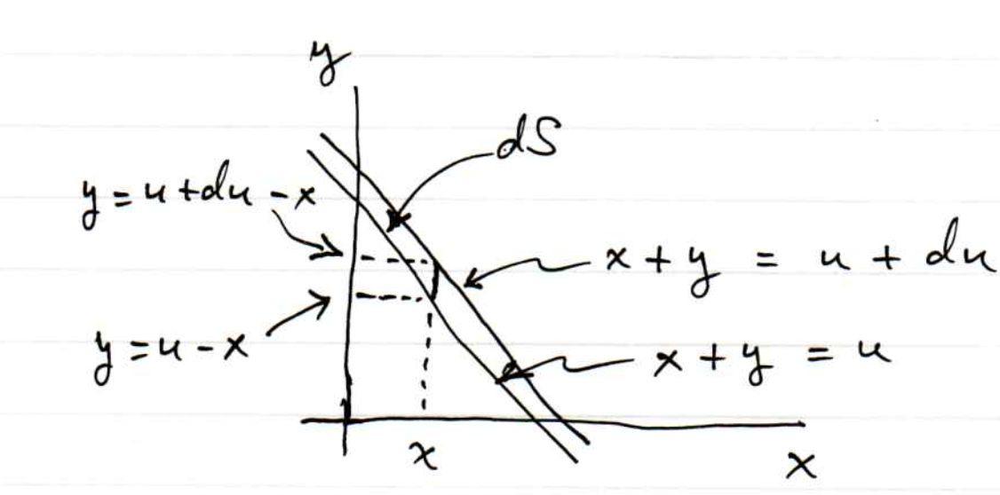 y
dS
y = u + du - x
x + y = u + du
y = u - x
x + y = u
x
x